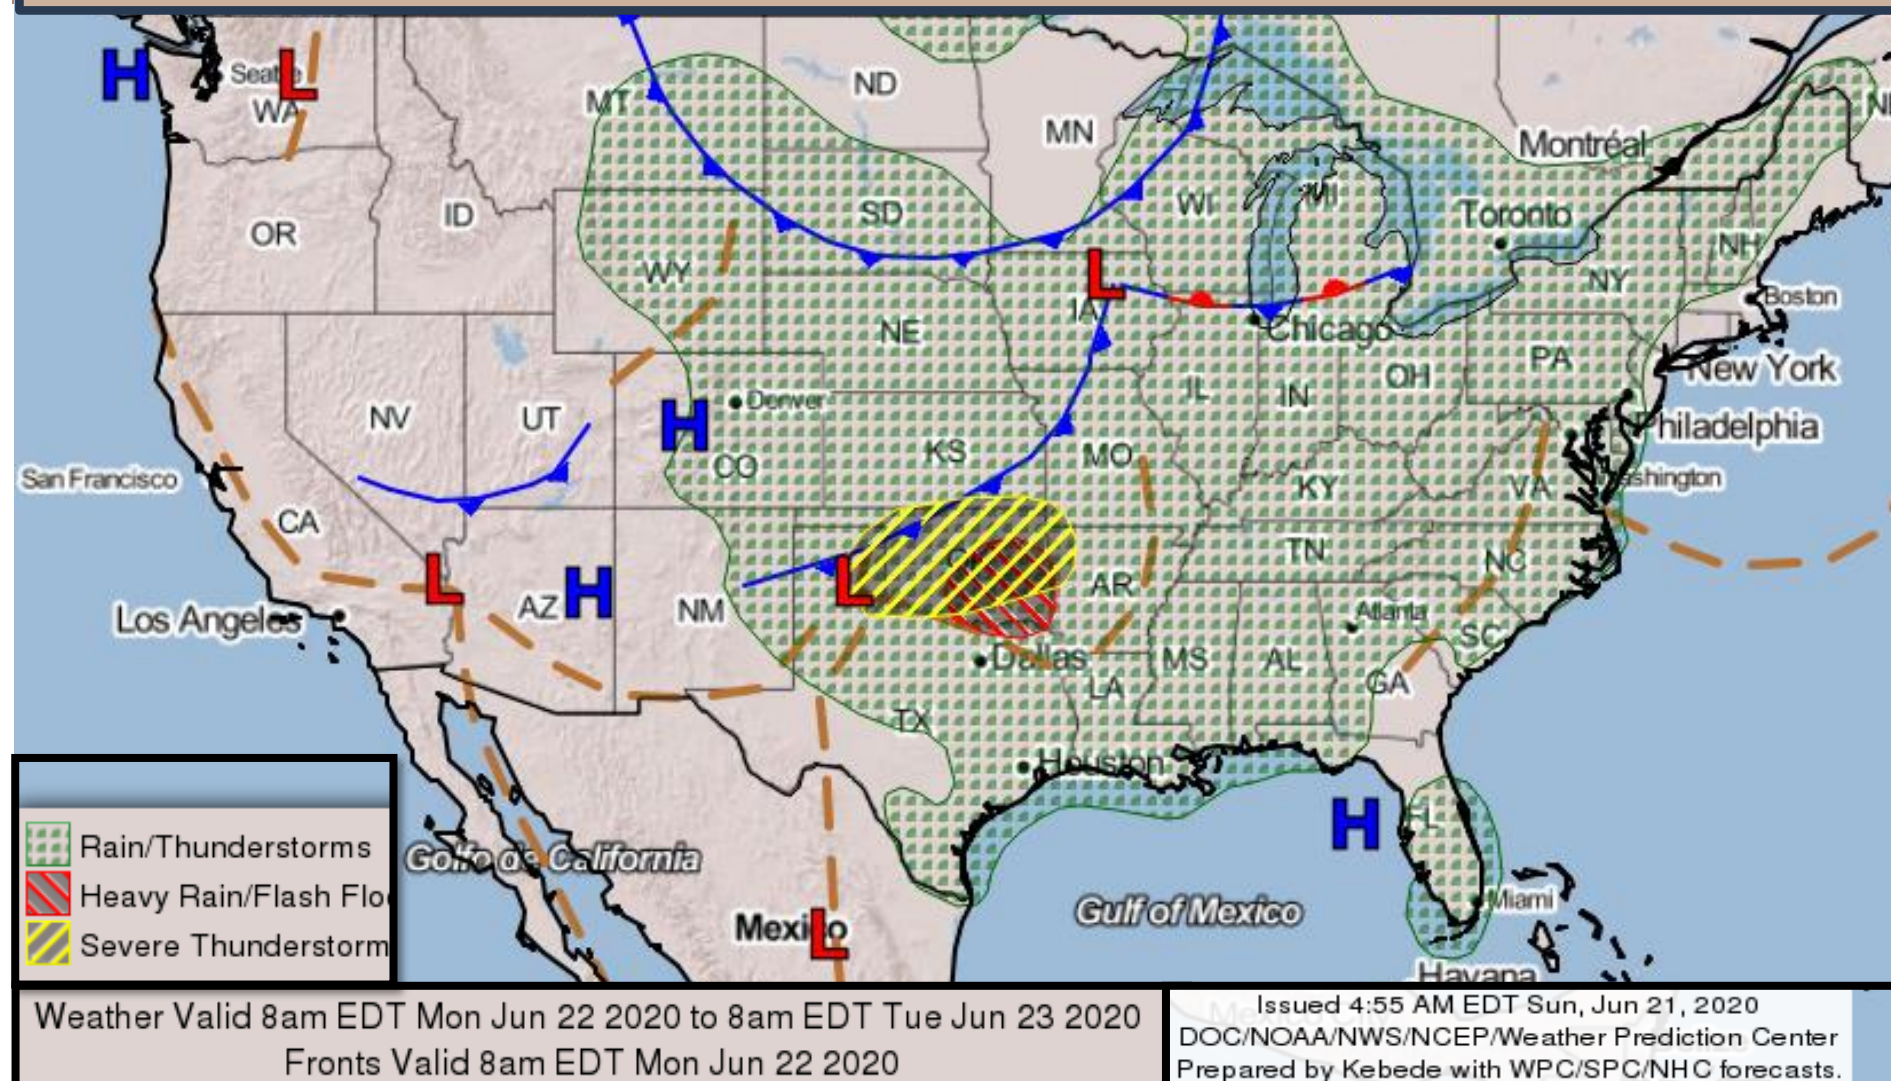 H
L
Seattle
WA
MT
ND
MN
Montréal
OR
ID
SD
WI
MI
Toronto
NH
WY
NY
L
IA
Boston
NE
Chicago
PA
New York
NV
UT
H
Denver
IL
IN
OH
Philadelphia
CO
KS
MO
KY
VA
San Francisco
CA
TN
NC
L
AZ
H
NM
L
AR
Atlanta
SC
Los Angeles
Dallas
MS
AL
GA
LA
TX
Houston
H
FL
Miami
Golfo de California
Gulf of Mexico
Mexico
L
Havana
Rain/Thunderstorms
Heavy Rain/Flash Flo
Severe Thunderstorm
Weather Valid 8am EDT Mon Jun 22 2020 to 8am EDT Tue Jun 23 2020
Fronts Valid 8am EDT Mon Jun 22 2020
Issued 4:55 AM EDT Sun, Jun 21, 2020
DOC/NOAA/NWS/NCEP/Weather Prediction Center
Prepared by Kebede with WPC/SPC/NHC forecasts.